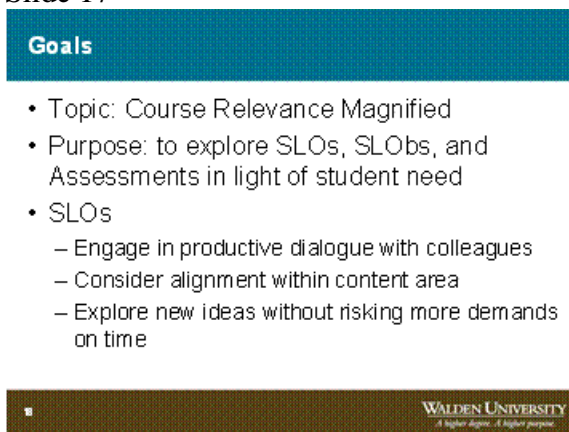 Slide 17
Goals
• Topic: Course Relevance Magnified
• Purpose: to explore SLOs, SLObs, and
Assessments in light of student need
• SLOs
– Engage in productive dialogue with colleagues
– Consider alignment within content area
– Explore new ideas without risking more demands
on time
WALDEN UNIVERSITY
A higher degree. A higher purpose.